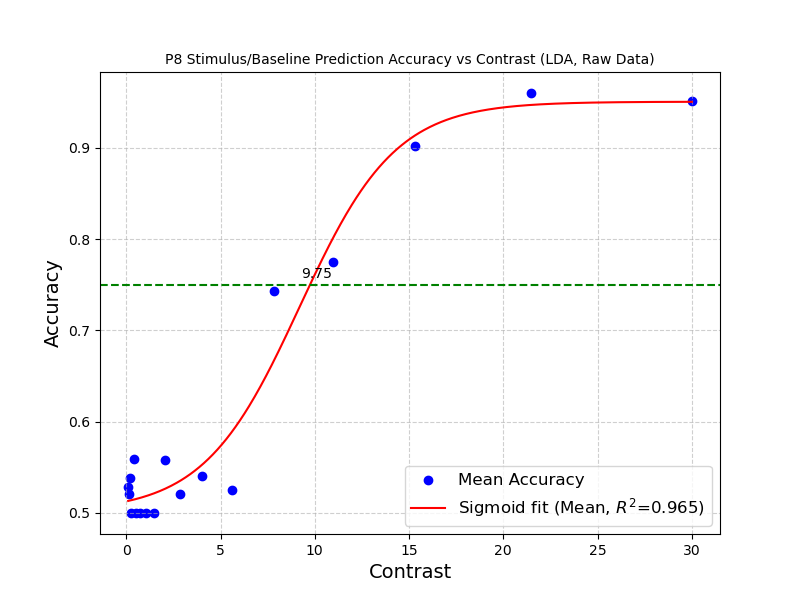 P8 Stimulus/Baseline Prediction Accuracy vs Contrast (LDA, Raw Data)
Accuracy
0.9
0.8
0.7
0.6
0.5
9.75
Mean Accuracy
Sigmoid fit (Mean, R²=0.965)
0 5 10 15 20 25 30
Contrast